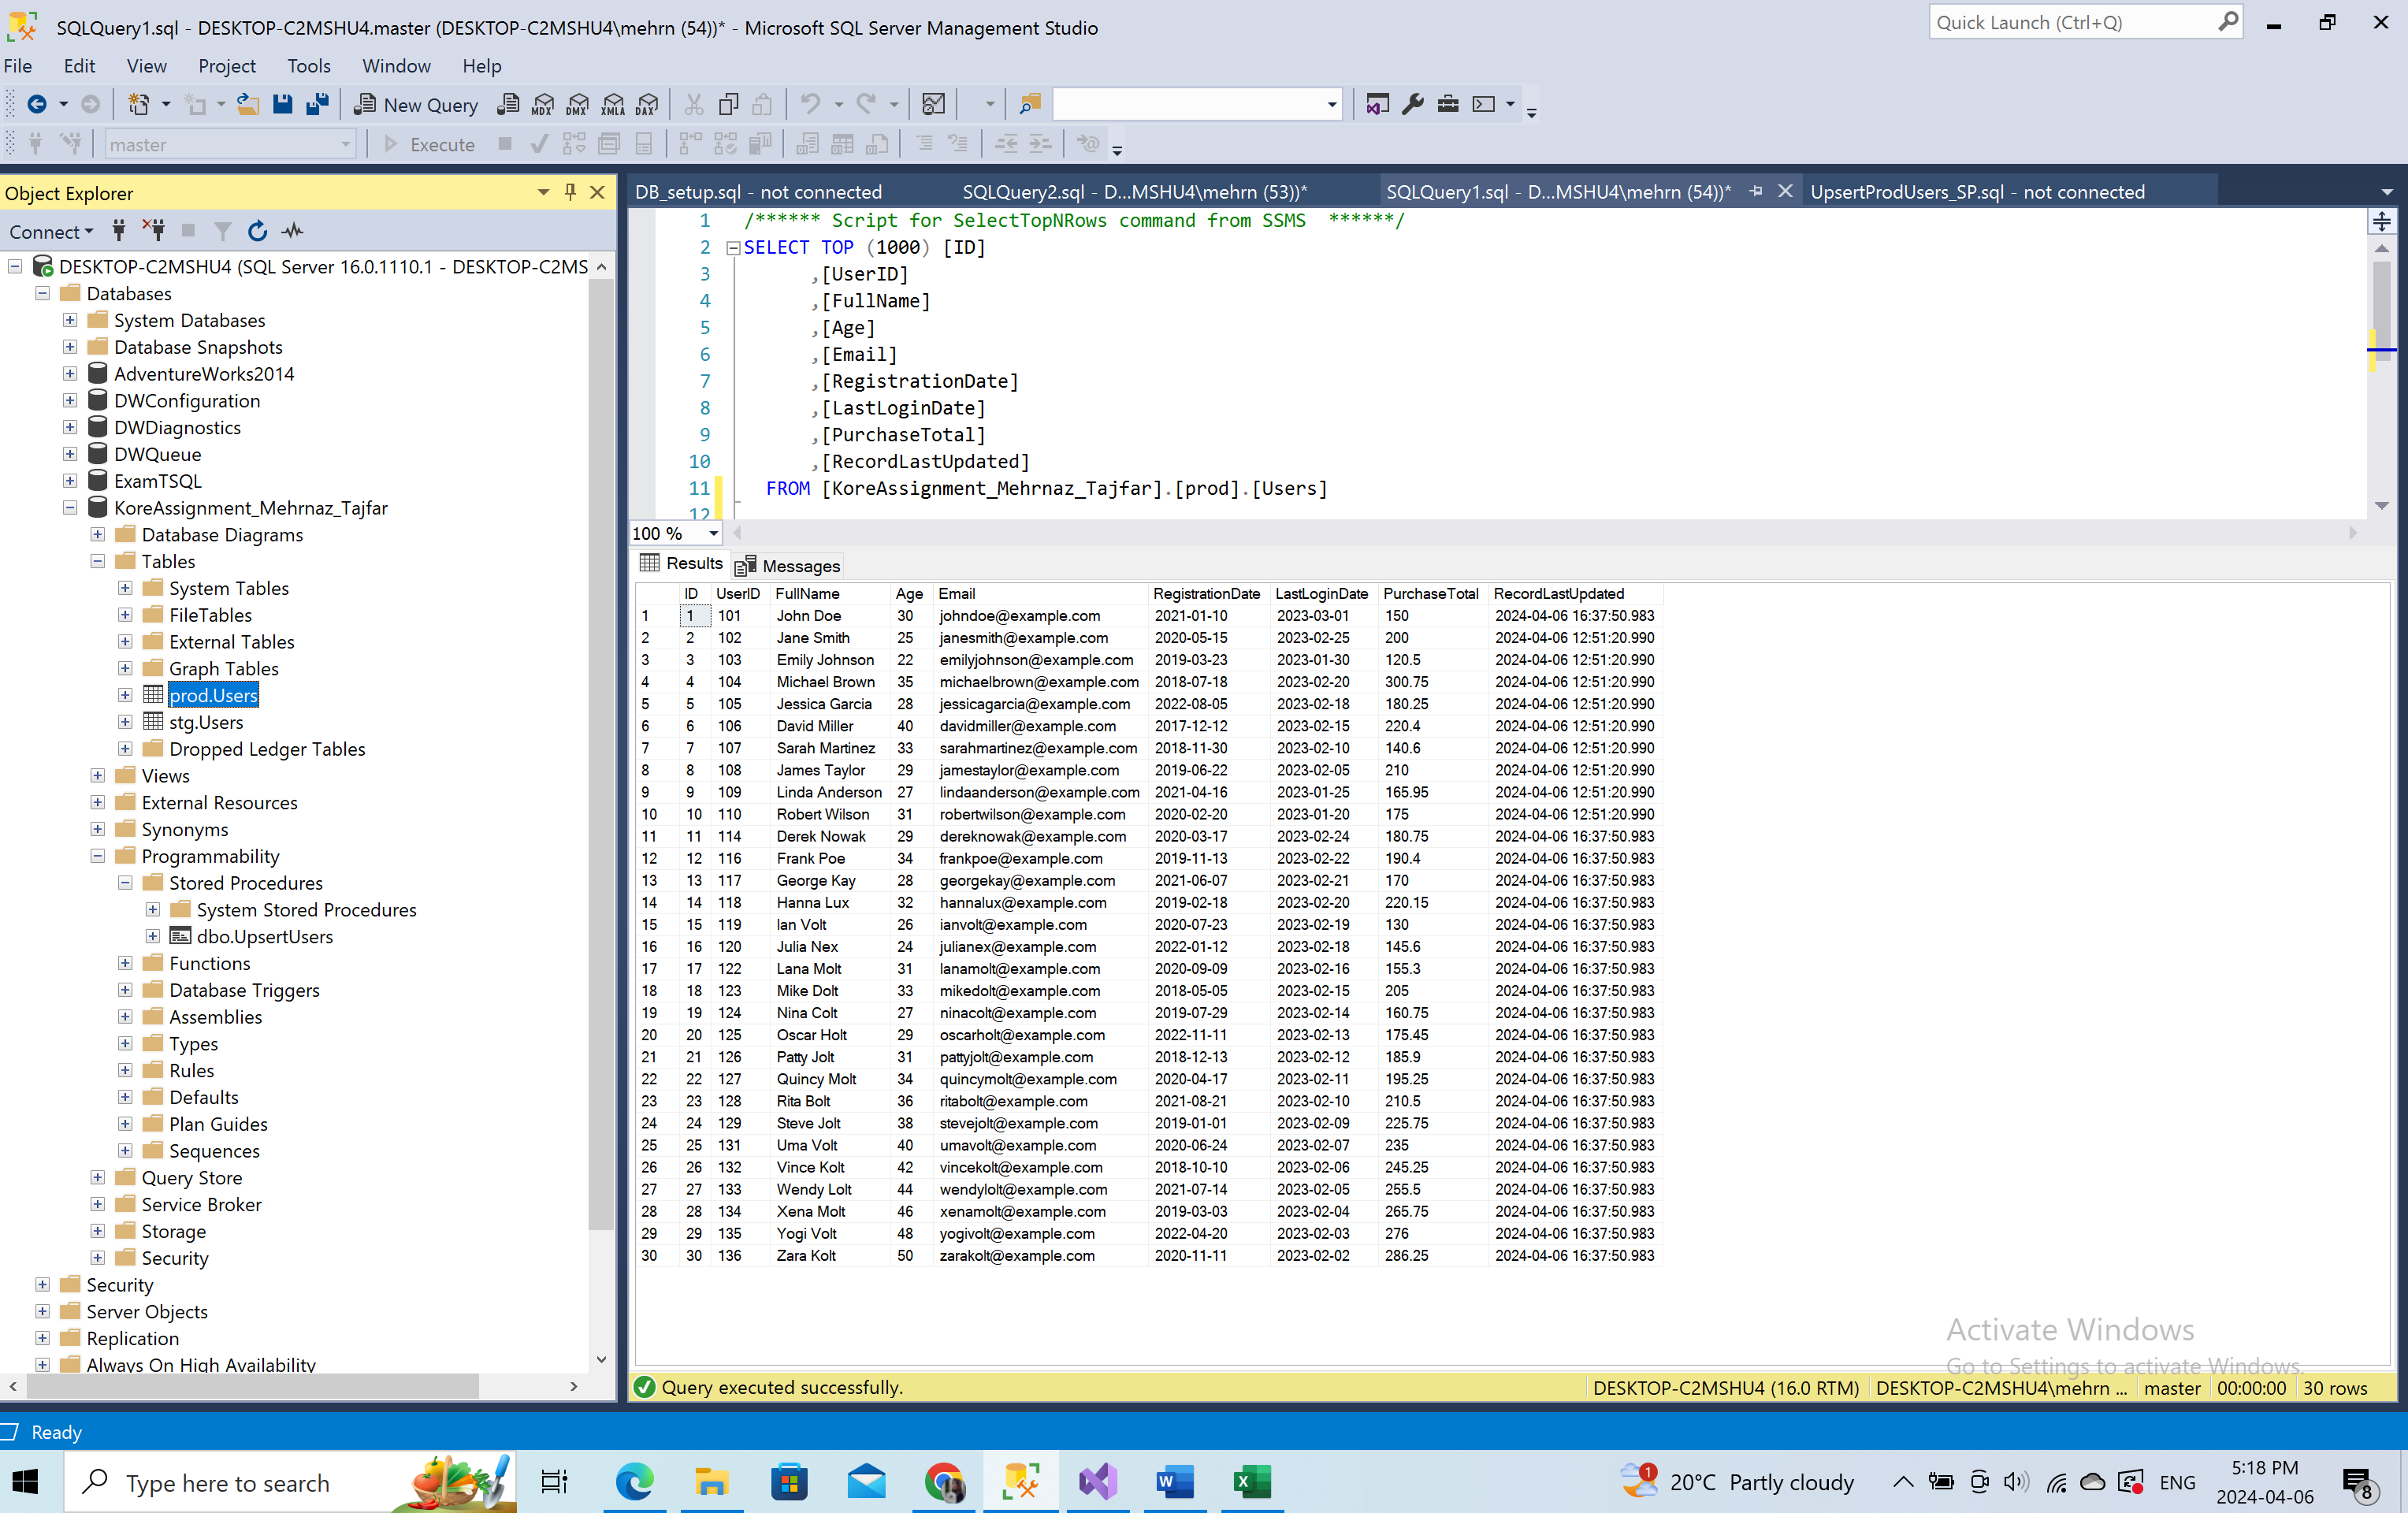 SQLQuery1.sql - DESKTOP-C2MSHU4.master (DESKTOP-C2MSHU4\mehrn (54))* - Microsoft SQL Server Management Studio
Quick Launch (Ctrl+Q)
File Edit View Project Tools Window Help
New Query MDX DMX XMLA DAX
master Execute
Object Explorer
Connect
DESKTOP-C2MSHU4 (SQL Server 16.0.1110.1 - DESKTOP-C2MS
Databases
System Databases
Database Snapshots
AdventureWorks2014
DWConfiguration
DWDiagnostics
DWQueue
ExamTSQL
KoreAssignment_Mehrnaz_Tajfar
Database Diagrams
Tables
System Tables
FileTables
External Tables
Graph Tables
prod.Users
stg.Users
Dropped Ledger Tables
Views
External Resources
Synonyms
Programmability
Stored Procedures
System Stored Procedures
dbo.UpsertUsers
Functions
Database Triggers
Assemblies
Types
Rules
Defaults
Plan Guides
Sequences
Query Store
Service Broker
Storage
Security
Security
Server Objects
Replication
Always On High Availability
DB_setup.sql - not connected SQLQuery2.sql - D...MSHU4\mehrn (53))* SQLQuery1.sql - D...MSHU4\mehrn (54))* UpsertProdUsers_SP.sql - not connected
1 /****** Script for SelectTopNRows command from SSMS ******/
2 SELECT TOP (1000) [ID]
3 ,[UserID]
4 ,[FullName]
5 ,[Age]
6 ,[Email]
7 ,[RegistrationDate]
8 ,[LastLoginDate]
9 ,[PurchaseTotal]
10 ,[RecordLastUpdated]
11 FROM [KoreAssignment_Mehrnaz_Tajfar].[prod].[Users]
12
100 %
Results Messages
ID UserID FullName Age Email RegistrationDate LastLoginDate PurchaseTotal RecordLastUpdated
1 1 101 John Doe 30 johndoe@example.com 2021-01-10 2023-03-01 150 2024-04-06 16:37:50.983
2 2 102 Jane Smith 25 janesmith@example.com 2020-05-15 2023-02-25 200 2024-04-06 12:51:20.990
3 3 103 Emily Johnson 22 emilyjohnson@example.com 2019-03-23 2023-01-30 120.5 2024-04-06 12:51:20.990
4 4 104 Michael Brown 35 michaelbrown@example.com 2018-07-18 2023-02-20 300.75 2024-04-06 12:51:20.990
5 5 105 Jessica Garcia 28 jessicagarcia@example.com 2022-08-05 2023-02-18 180.25 2024-04-06 12:51:20.990
6 6 106 David Miller 40 davidmiller@example.com 2017-12-12 2023-02-15 220.4 2024-04-06 12:51:20.990
7 7 107 Sarah Martinez 33 sarahmartinez@example.com 2018-11-30 2023-02-10 140.6 2024-04-06 12:51:20.990
8 8 108 James Taylor 29 jamestaylor@example.com 2019-06-22 2023-02-05 210 2024-04-06 12:51:20.990
9 9 109 Linda Anderson 27 lindaanderson@example.com 2021-04-16 2023-01-25 165.95 2024-04-06 12:51:20.990
10 10 110 Robert Wilson 31 robertwilson@example.com 2020-02-20 2023-01-20 175 2024-04-06 12:51:20.990
11 11 114 Derek Nowak 29 dereknowak@example.com 2020-03-17 2023-02-24 180.75 2024-04-06 16:37:50.983
12 12 116 Frank Poe 34 frankpoe@example.com 2019-11-13 2023-02-22 190.4 2024-04-06 16:37:50.983
13 13 117 George Kay 28 georgekay@example.com 2021-06-07 2023-02-21 170 2024-04-06 16:37:50.983
14 14 118 Hanna Lux 32 hannalux@example.com 2019-02-18 2023-02-20 220.15 2024-04-06 16:37:50.983
15 15 119 Ian Volt 26 ianvolt@example.com 2020-07-23 2023-02-19 130 2024-04-06 16:37:50.983
16 16 120 Julia Nex 24 julianex@example.com 2022-01-12 2023-02-18 145.6 2024-04-06 16:37:50.983
17 17 122 Lana Molt 31 lanamolt@example.com 2020-09-09 2023-02-16 155.3 2024-04-06 16:37:50.983
18 18 123 Mike Dolt 33 mikedolt@example.com 2018-05-05 2023-02-15 205 2024-04-06 16:37:50.983
19 19 124 Nina Colt 27 ninacolt@example.com 2019-07-29 2023-02-14 160.75 2024-04-06 16:37:50.983
20 20 125 Oscar Holt 29 oscarholt@example.com 2022-11-11 2023-02-13 175.45 2024-04-06 16:37:50.983
21 21 126 Patty Jolt 31 pattyjolt@example.com 2018-12-13 2023-02-12 185.9 2024-04-06 16:37:50.983
22 22 127 Quincy Molt 34 quincymolt@example.com 2020-04-17 2023-02-11 195.25 2024-04-06 16:37:50.983
23 23 128 Rita Bolt 36 ritabolt@example.com 2021-08-21 2023-02-10 210.5 2024-04-06 16:37:50.983
24 24 129 Steve Jolt 38 stevejolt@example.com 2019-01-01 2023-02-09 225.75 2024-04-06 16:37:50.983
25 25 131 Uma Volt 40 umavolt@example.com 2020-06-24 2023-02-07 235 2024-04-06 16:37:50.983
26 26 132 Vince Kolt 42 vincekolt@example.com 2018-10-10 2023-02-06 245.25 2024-04-06 16:37:50.983
27 27 133 Wendy Lolt 44 wendylolt@example.com 2021-07-14 2023-02-05 255.5 2024-04-06 16:37:50.983
28 28 134 Xena Molt 46 xenamolt@example.com 2019-03-03 2023-02-04 265.75 2024-04-06 16:37:50.983
29 29 135 Yogi Volt 48 yogivolt@example.com 2022-04-20 2023-02-03 276 2024-04-06 16:37:50.983
30 30 136 Zara Kolt 50 zarakolt@example.com 2020-11-11 2023-02-02 286.25 2024-04-06 16:37:50.983
Activate Windows
Go to Settings to activate Windows.
Query executed successfully. DESKTOP-C2MSHU4 (16.0 RTM) DESKTOP-C2MSHU4\mehrn ... master 00:00:00 30 rows
Ready
Type here to search 1 20°C Partly cloudy ENG 5:18 PM
2024-04-06 8